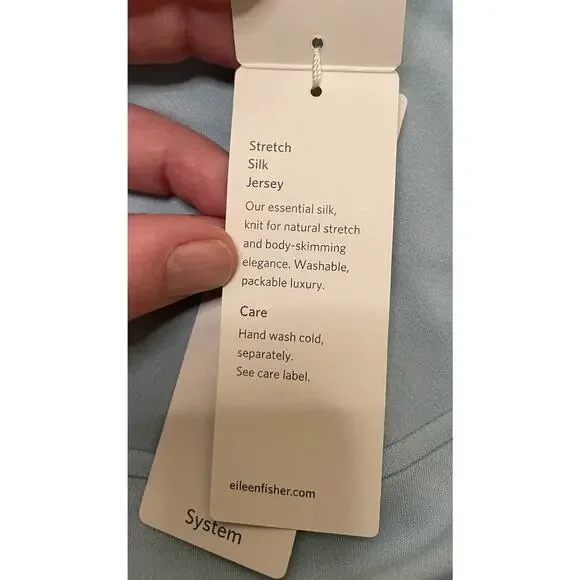 Stretch
Silk
Jersey
Our essential silk,
knit for natural stretch
and body-skimming
elegance. Washable,
packable luxury.
Care
Hand wash cold,
separately.
See care label.
eileenfisher.com
System